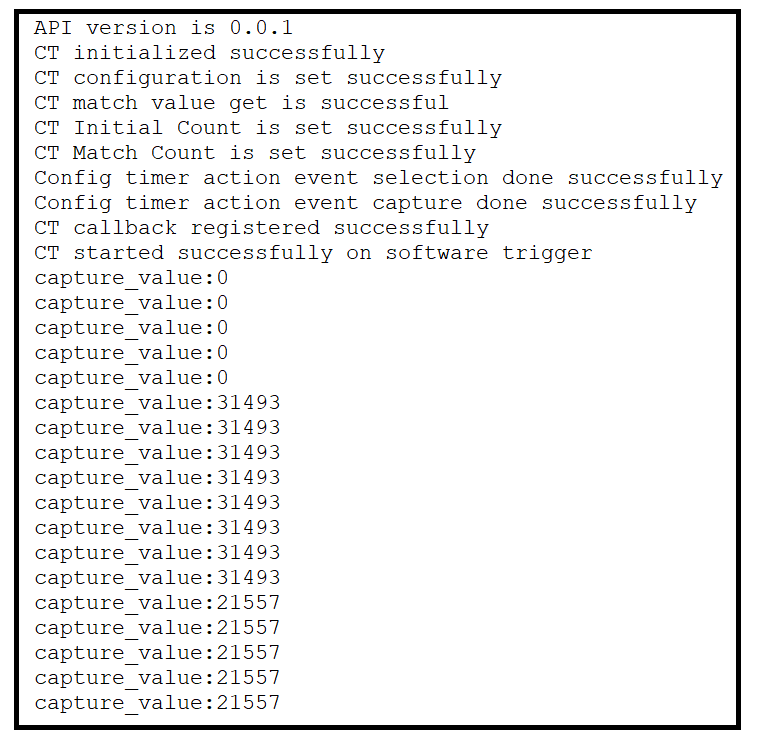 API version is 0.0.1
CT initialized successfully
CT configuration is set successfully
CT match value get is successful
CT Initial Count is set successfully
CT Match Count is set successfully
Config timer action event selection done successfully
Config timer action event capture done successfully
CT callback registered successfully
CT started successfully on software trigger
capture_value:0
capture_value:0
capture_value:0
capture_value:0
capture_value:0
capture_value:31493
capture_value:31493
capture_value:31493
capture_value:31493
capture_value:31493
capture_value:31493
capture_value:31493
capture_value:31493
capture_value:21557
capture_value:21557
capture_value:21557
capture_value:21557
capture_value:21557